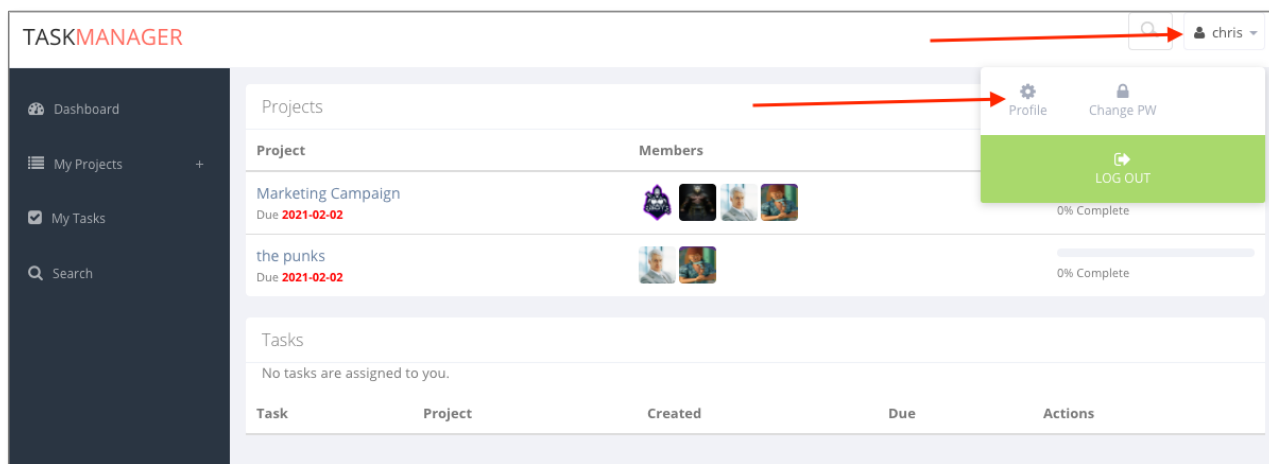 TASKMANAGER
chris
Dashboard
My Projects +
My Tasks
Search
Profile
Change PW
LOG OUT
Projects
Project Members
Marketing Campaign
Due 2021-02-02
0% Complete
the punks
Due 2021-02-02
0% Complete
Tasks
No tasks are assigned to you.
Task Project Created Due Actions